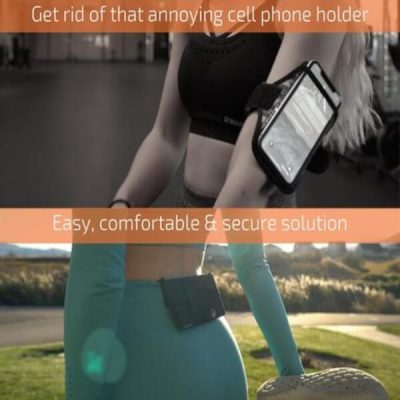 Get rid of that annoying cell phone holder
Easy, comfortable & secure solution